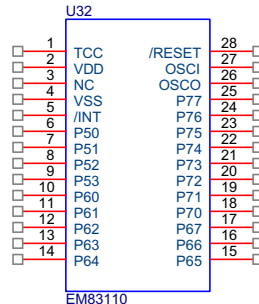 U32
1 TCC /RESET 28
2 VDD OSCI 27
3 NC OSCO 26
4 VSS P77 25
5 /INT P76 24
6 P50 P75 23
7 P51 P74 22
8 P52 P73 21
9 P53 P72 20
10 P60 P71 19
11 P61 P70 18
12 P62 P67 17
13 P63 P66 16
14 P64 P65 15
EM83110